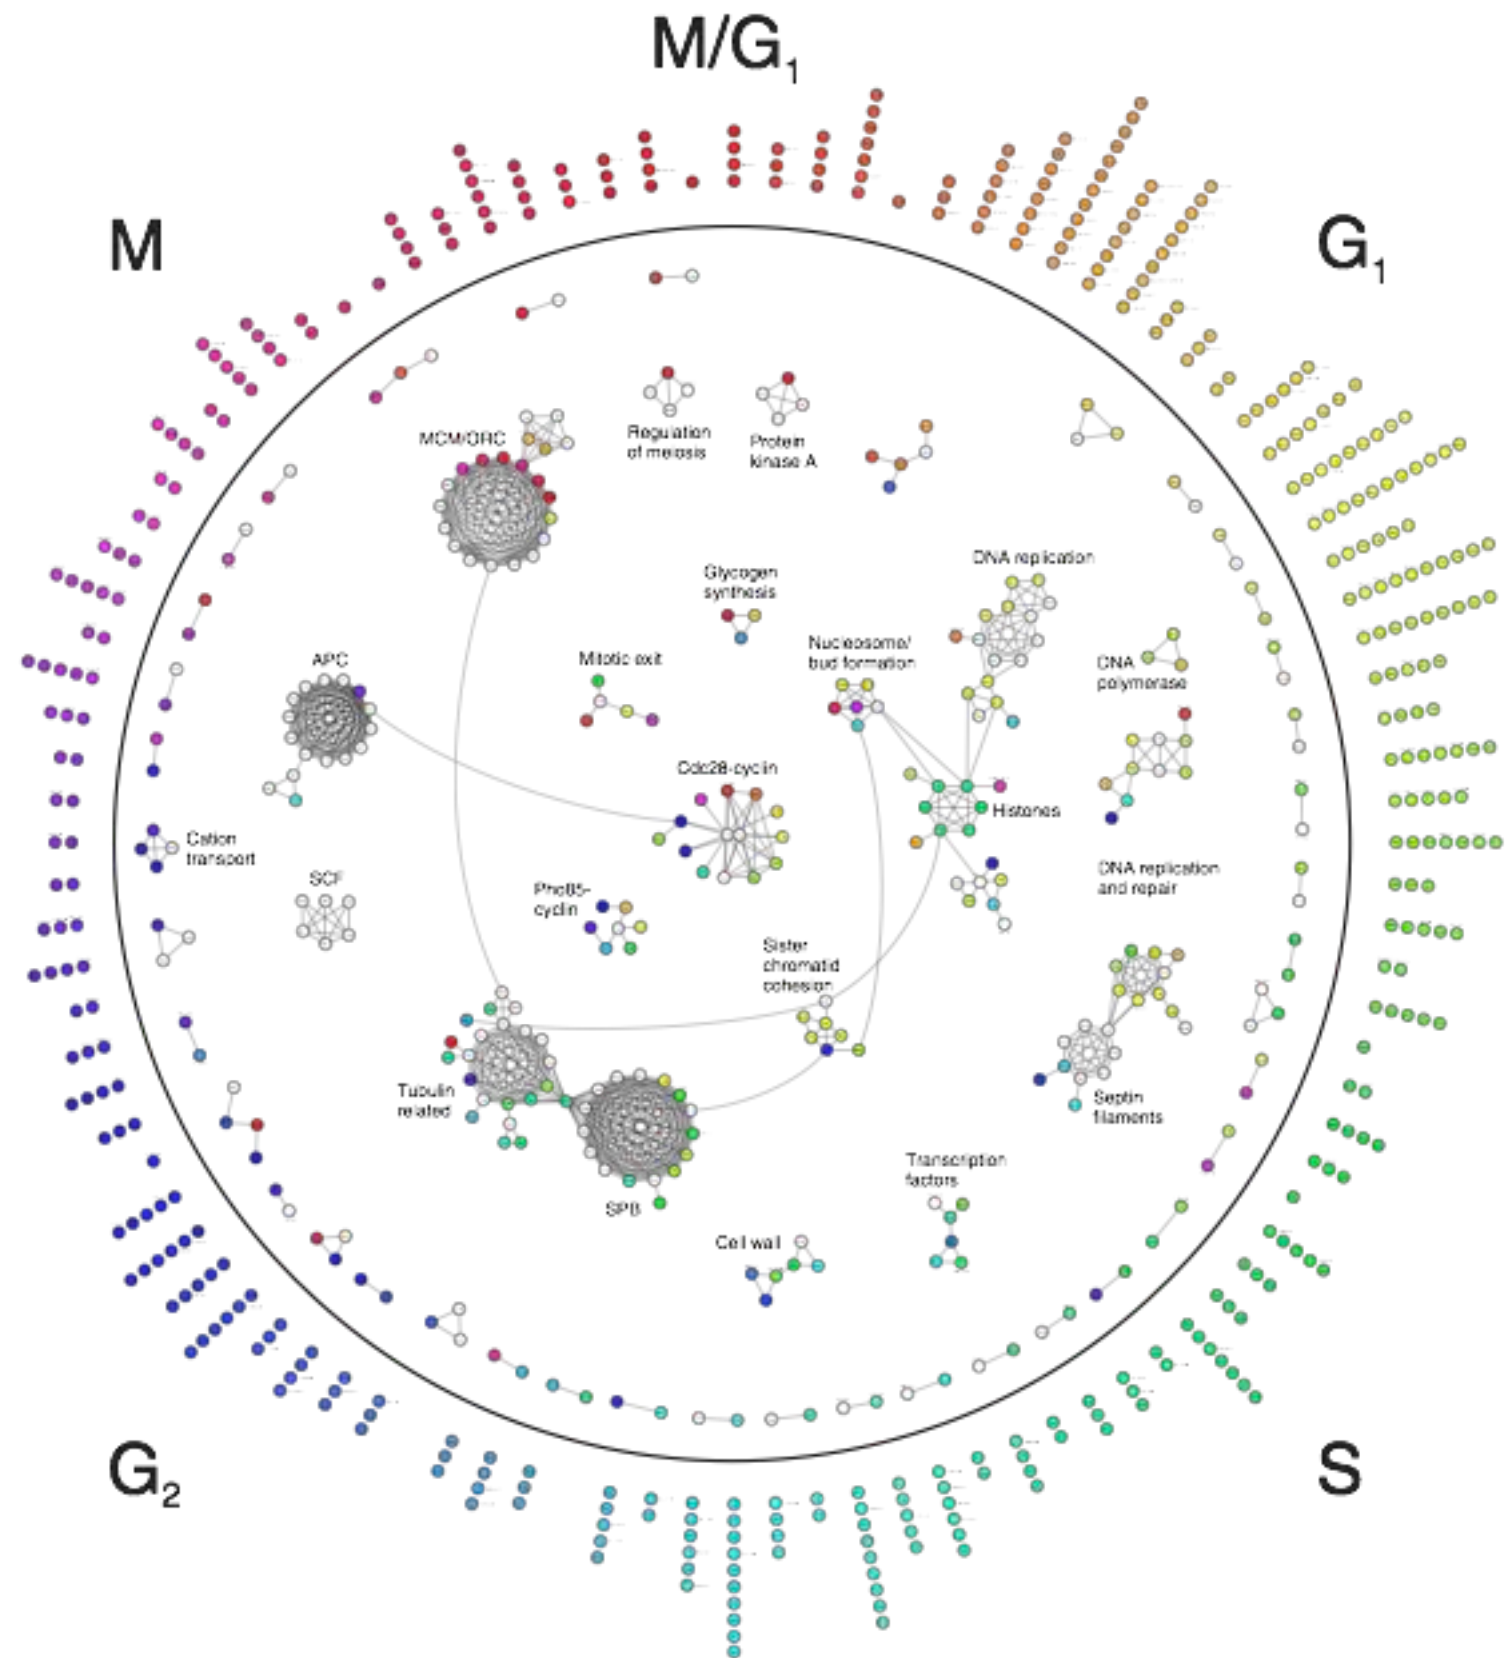 M/G1
M
G1
MCM/ORC
Regulation
of meiosis
Protein
kinase A
DNA replication
Glycogen
synthesis
Nucleosome/
bud formation
Mitotic exit
APC
DNA
polymerase
Cdc28-cyclin
Histones
Cation
transport
SCF
DNA replication
and repair
Pho85-
cyclin
Sister
chromatid
cohesion
Tubulin
related
Septin
filaments
Transcription
factors
SPB
Cell wall
G2
S